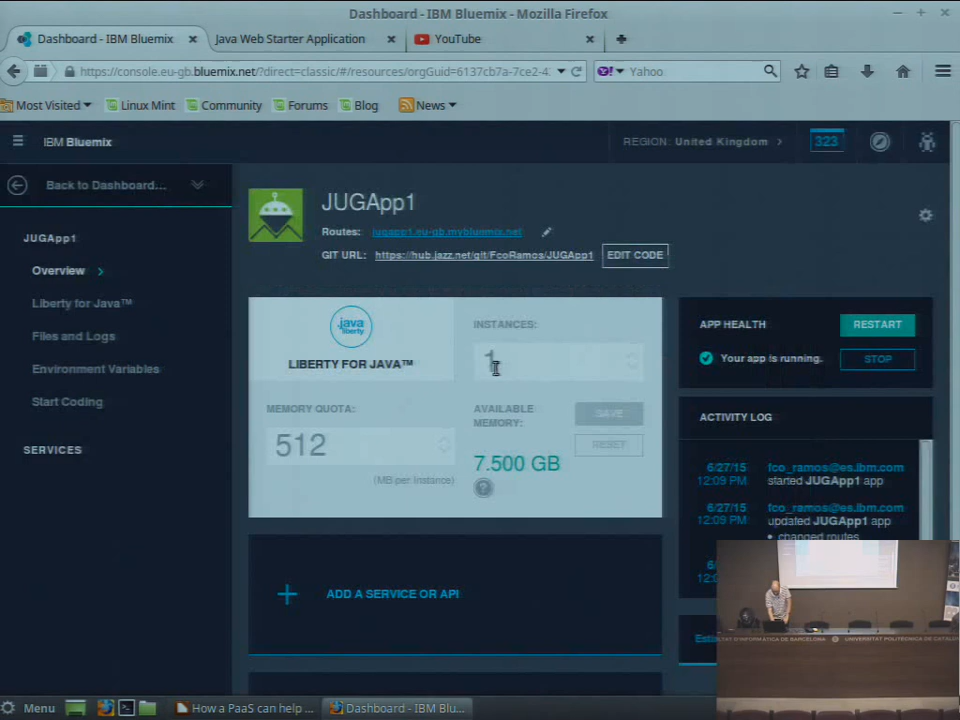 Dashboard - IBM Bluemix - Mozilla Firefox
Dashboard - IBM Bluemix
Java Web Starter Application
YouTube
https://console.eu-gb.bluemix.net/?direct=classic/#/resources/orgGuid=6137cb7a-7ce2-4
Yahoo
Most Visited
Linux Mint
Community
Forums
Blog
News
IBM Bluemix
REGION: United Kingdom
323
Back to Dashboard...
JUGApp1
Overview
Liberty for Java™
Files and Logs
Environment Variables
Start Coding
SERVICES
JUGApp1
Routes: jugapp1.eu-gb.mybluemix.net
GIT URL: https://hub.jazz.net/git/FcoRamos/JUGApp1
EDIT CODE
java
liberty
LIBERTY FOR JAVA™
INSTANCES:
1
MEMORY QUOTA:
512
(MB per Instance)
AVAILABLE
MEMORY:
7.500 GB
SAVE
RESET
APP HEALTH
RESTART
Your app is running.
STOP
ACTIVITY LOG
6/27/15
12:09 PM
fco_ramos@es.ibm.com
started JUGApp1 app
6/27/15
12:09 PM
fco_ramos@es.ibm.com
updated JUGApp1 app
• changed routes
ADD A SERVICE OR API
UNIVERSITAT POLITÈCNICA DE
Menu
How a PaaS can help ...
Dashboard - IBM Blu...